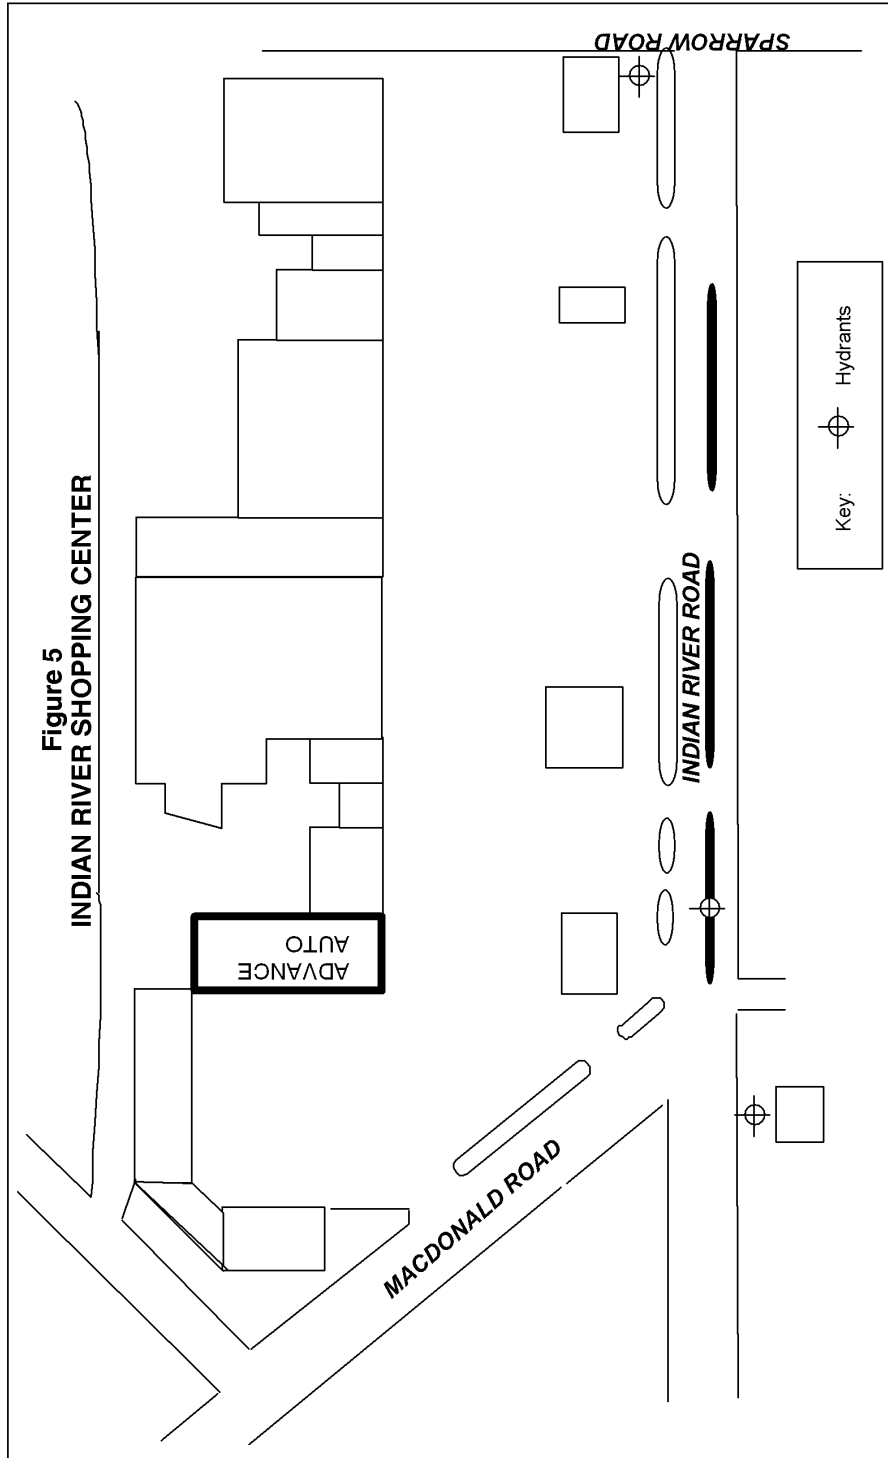 Figure 5
INDIAN RIVER SHOPPING CENTER
SPARROW ROAD
ADVANCE
AUTO
INDIAN RIVER ROAD
MACDONALD ROAD
Key:
Hydrants